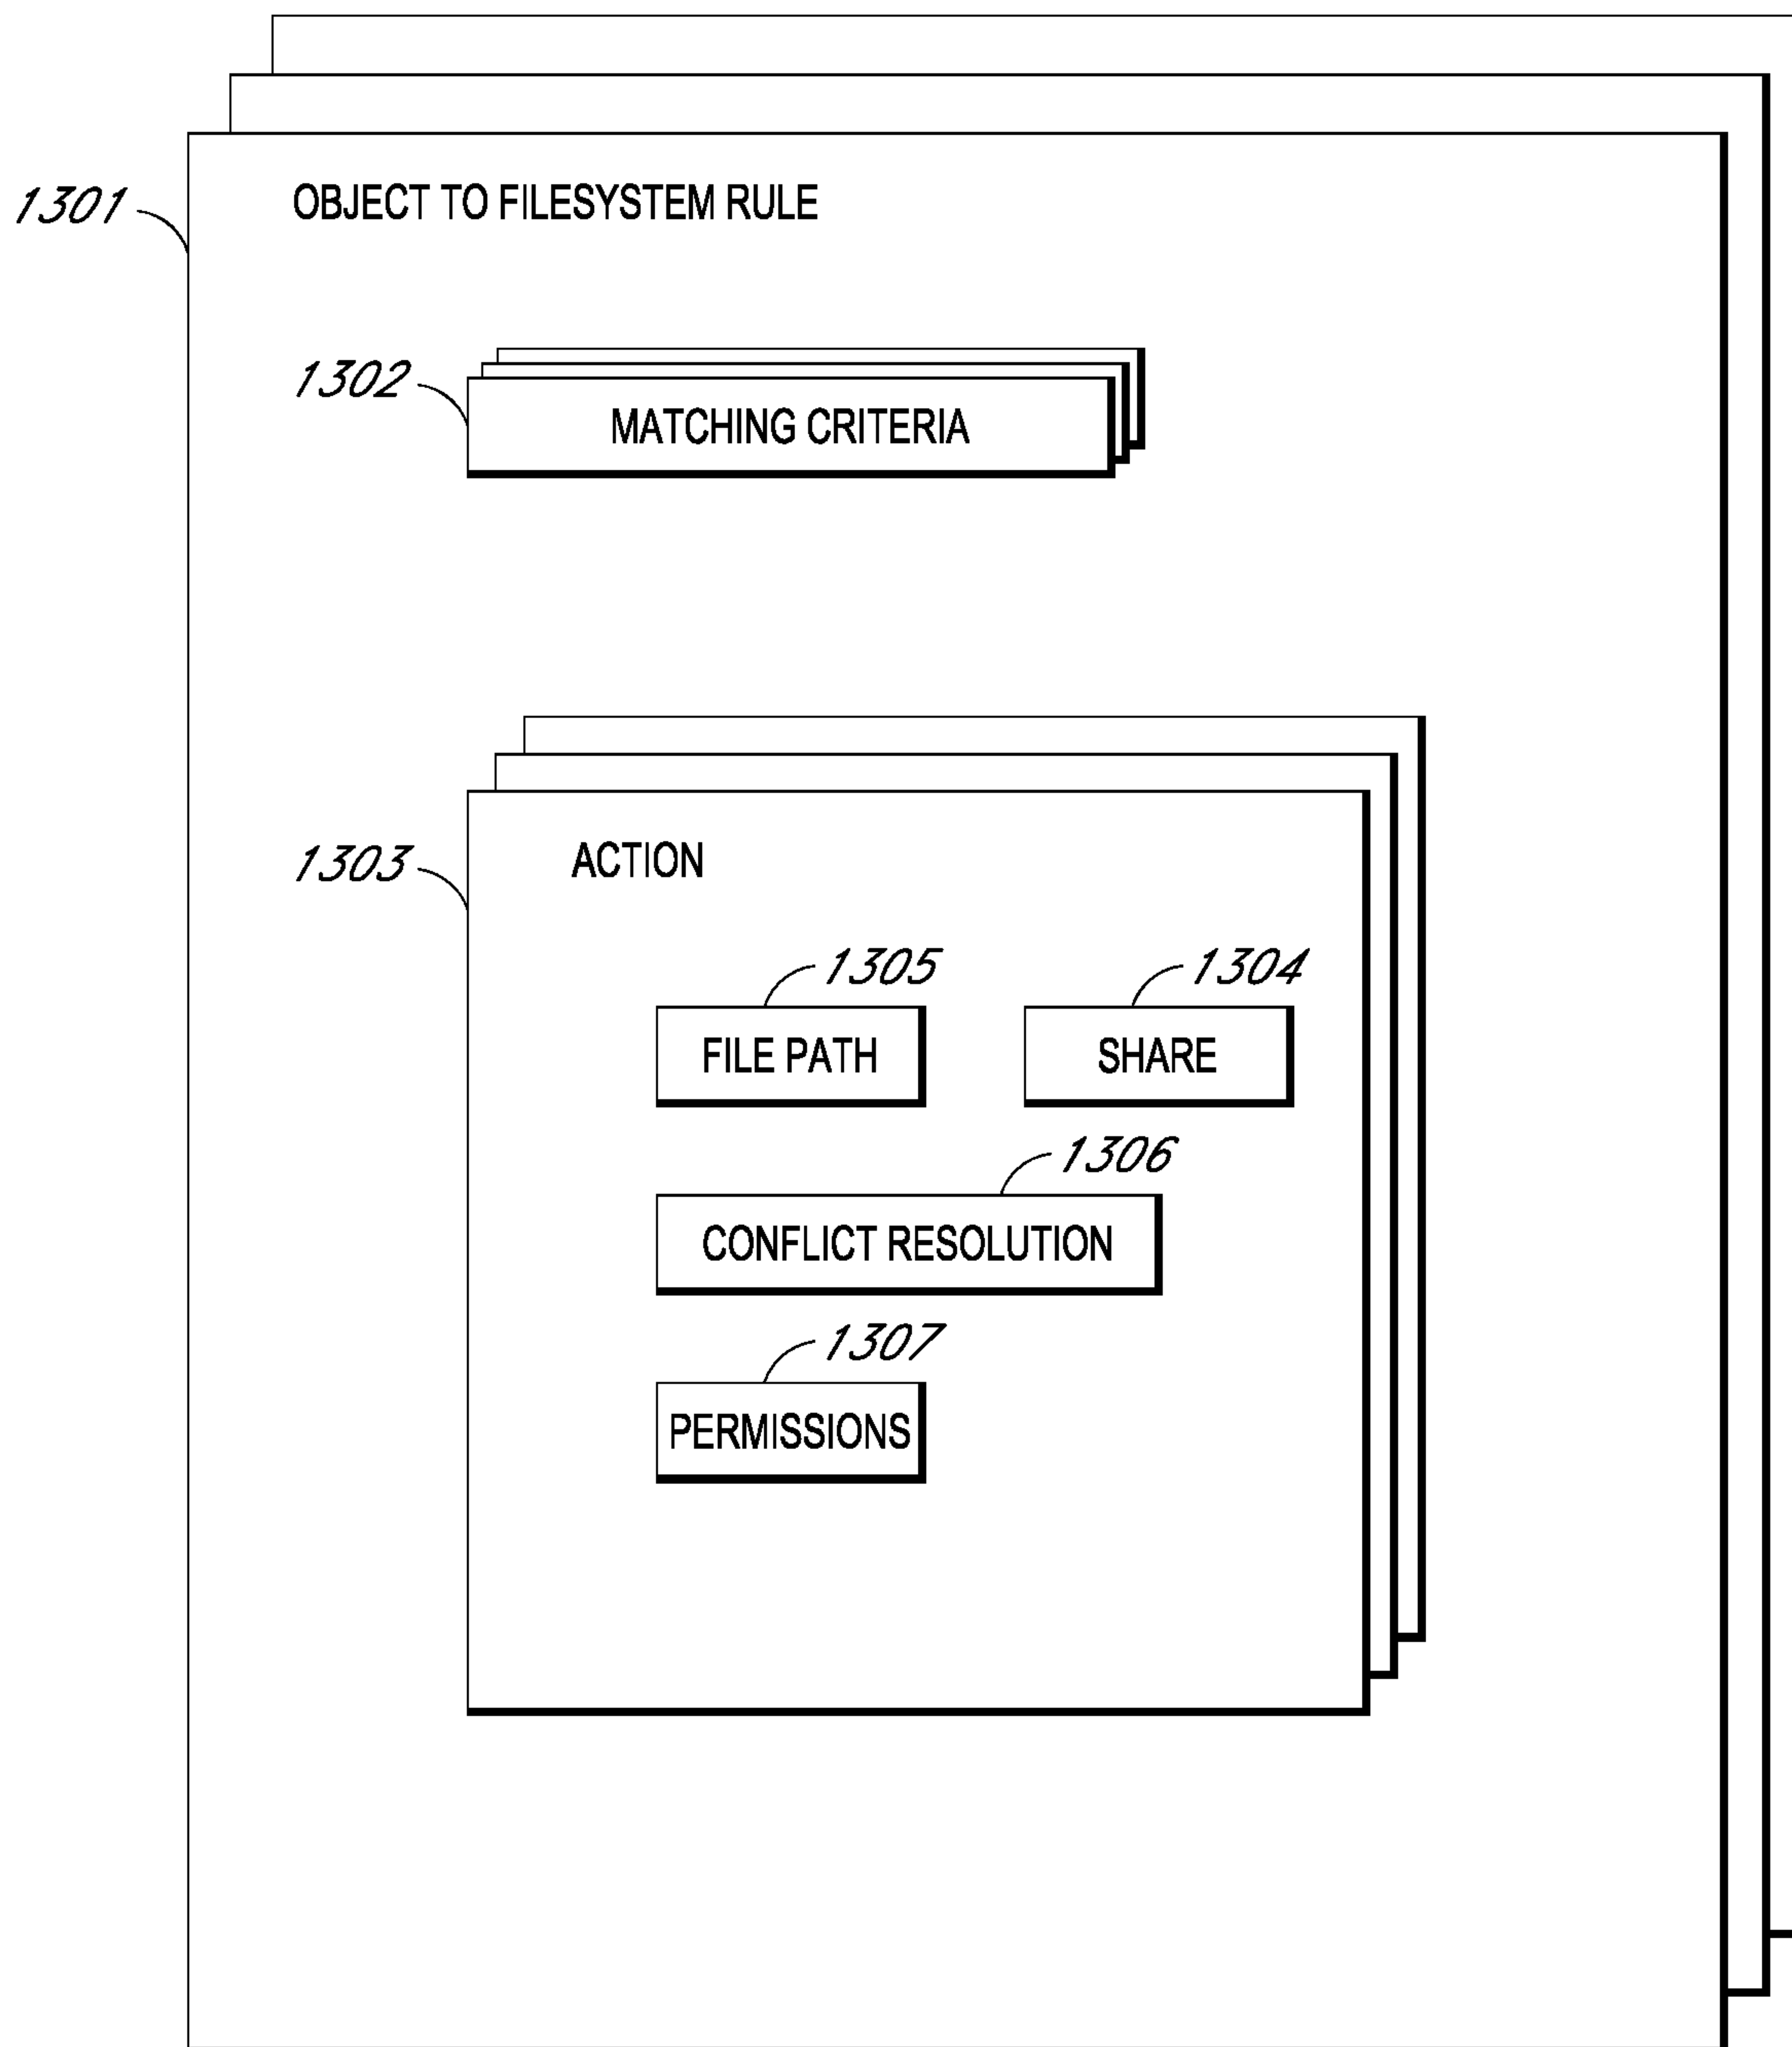 1301
OBJECT TO FILESYSTEM RULE
1302
MATCHING CRITERIA
1303
ACTION
1305
1304
FILE PATH
SHARE
1306
CONFLICT RESOLUTION
1307
PERMISSIONS